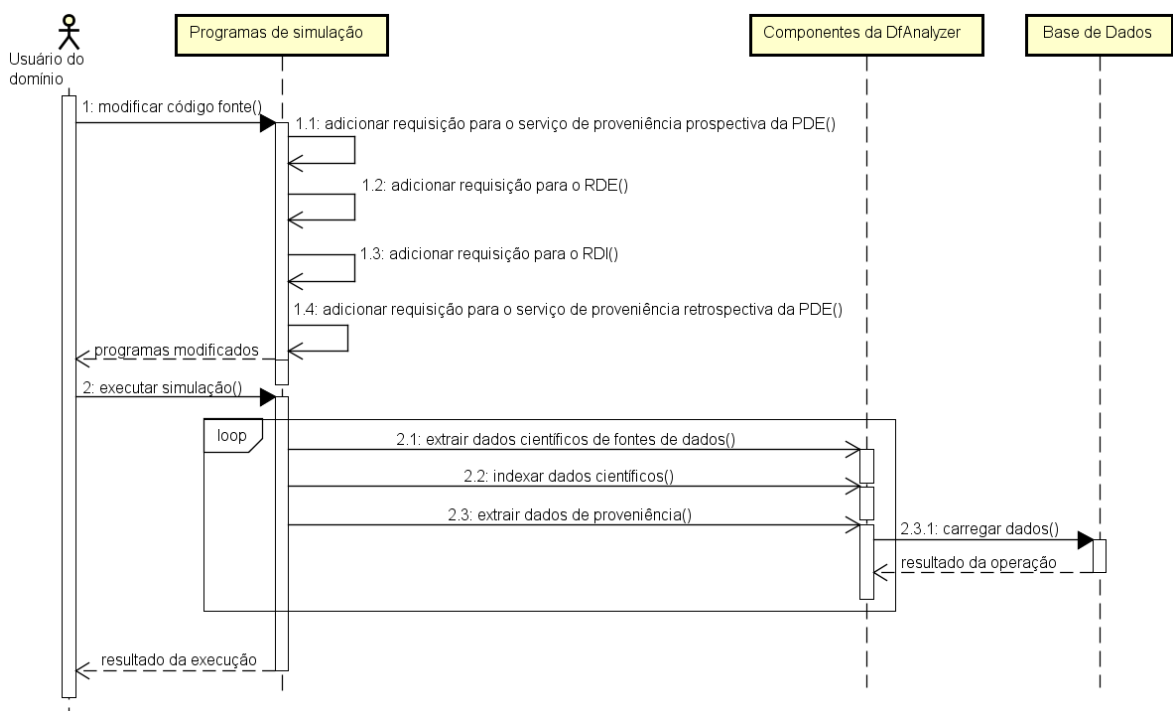 Programas de simulação
Componentes da DfAnalyzer
Base de Dados
Usuário do
domínio
1: modificar código fonte()
1.1: adicionar requisição para o serviço de proveniência prospectiva da PDE()
1.2: adicionar requisição para o RDE()
1.3: adicionar requisição para o RDI()
1.4: adicionar requisição para o serviço de proveniência retrospectiva da PDE()
programas modificados
2: executar simulação()
loop
2.1: extrair dados científicos de fontes de dados()
2.2: indexar dados científicos()
2.3: extrair dados de proveniência()
2.3.1: carregar dados()
resultado da operação
resultado da execução